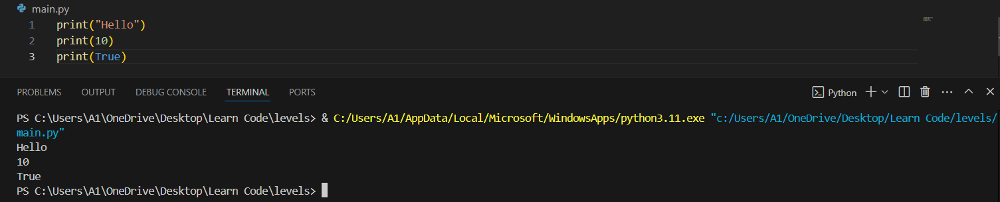 main.py
1 print("Hello")
2 print(10)
3 print(True)
PROBLEMS OUTPUT DEBUG CONSOLE TERMINAL PORTS Python
PS C:\Users\A1\OneDrive\Desktop\Learn Code\levels> & C:/Users/A1/AppData/Local/Microsoft/WindowsApps/python3.11.exe "c:/Users/A1/OneDrive/Desktop/Learn Code/levels/
main.py"
Hello
10
True
PS C:\Users\A1\OneDrive\Desktop\Learn Code\levels>